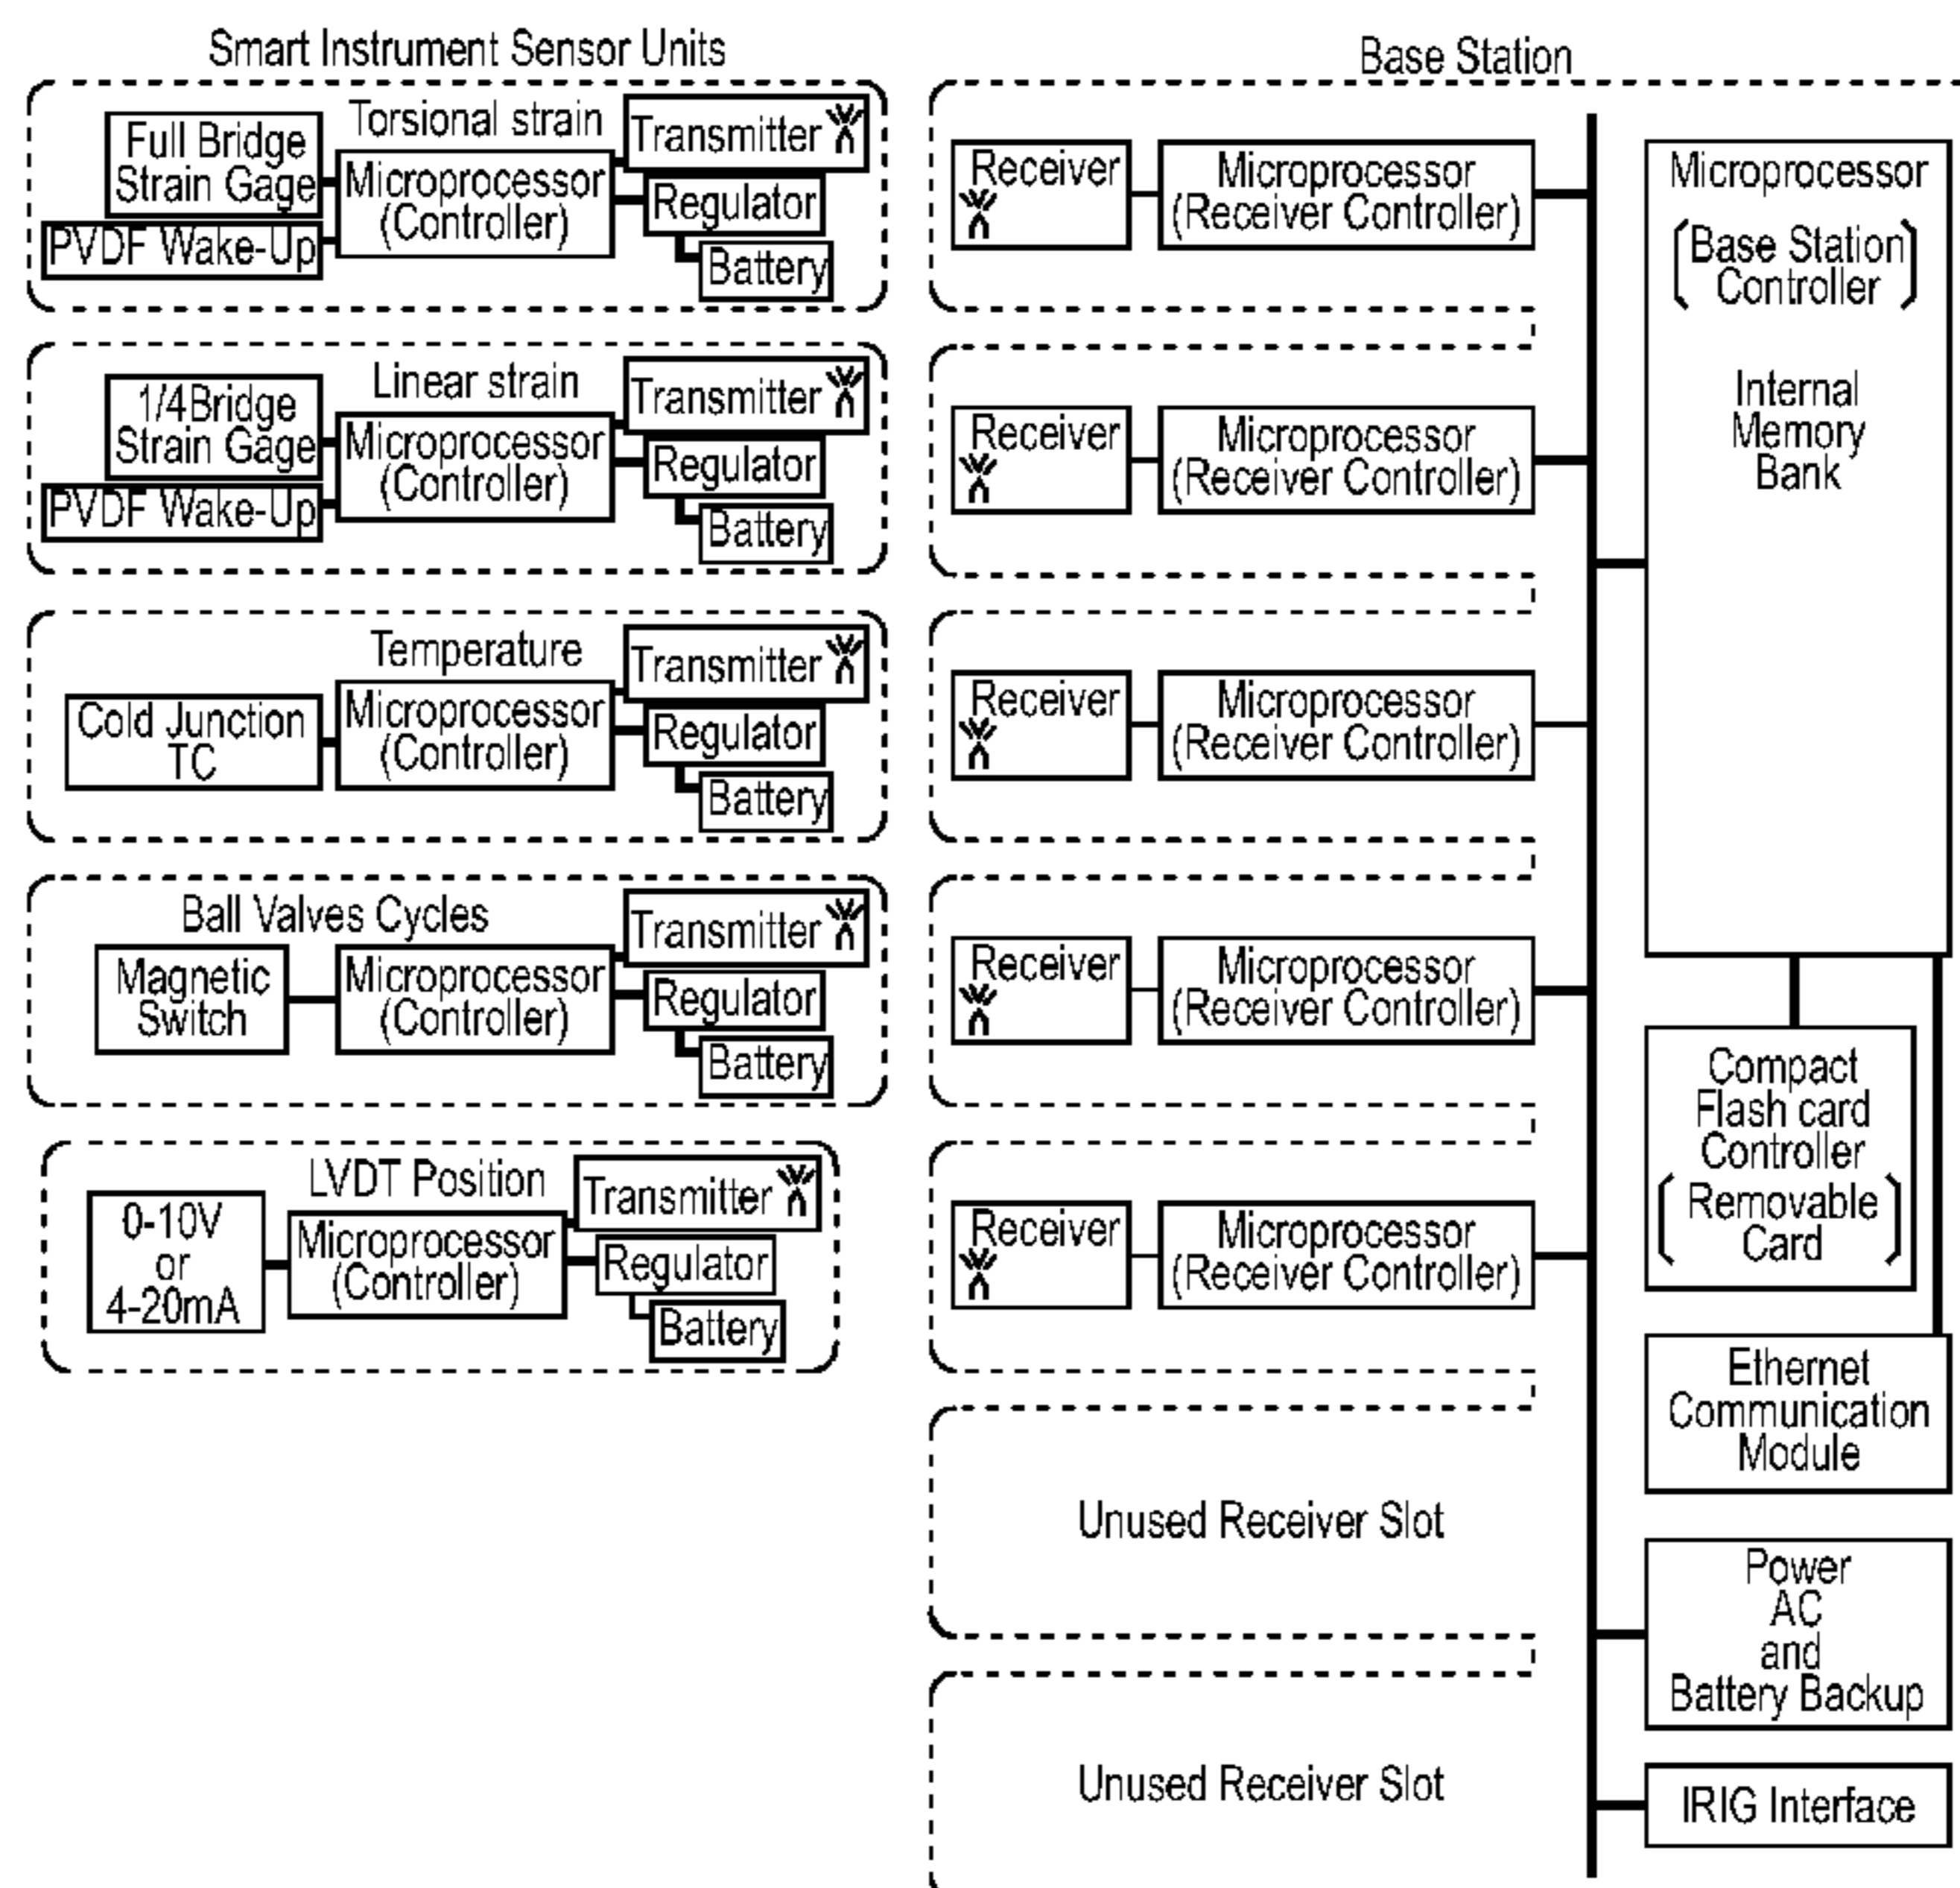 Smart Instrument Sensor Units
Torsional strain
Full Bridge
Strain Gage
PVDF Wake-Up
Microprocessor
(Controller)
Transmitter
Regulator
Battery
Linear strain
1/4Bridge
Strain Gage
PVDF Wake-Up
Microprocessor
(Controller)
Transmitter
Regulator
Battery
Temperature
Cold Junction
TC
Microprocessor
(Controller)
Transmitter
Regulator
Battery
Ball Valves Cycles
Magnetic
Switch
Microprocessor
(Controller)
Transmitter
Regulator
Battery
LVDT Position
0-10V
or
4-20mA
Microprocessor
(Controller)
Transmitter
Regulator
Battery
Base Station
Receiver
Microprocessor
(Receiver Controller)
Receiver
Microprocessor
(Receiver Controller)
Receiver
Microprocessor
(Receiver Controller)
Receiver
Microprocessor
(Receiver Controller)
Receiver
Microprocessor
(Receiver Controller)
Unused Receiver Slot
Unused Receiver Slot
Microprocessor
(Base Station
Controller)
Internal
Memory
Bank
Compact
Flash card
Controller
(Removable
Card)
Ethernet
Communication
Module
Power
AC
and
Battery Backup
IRIG Interface